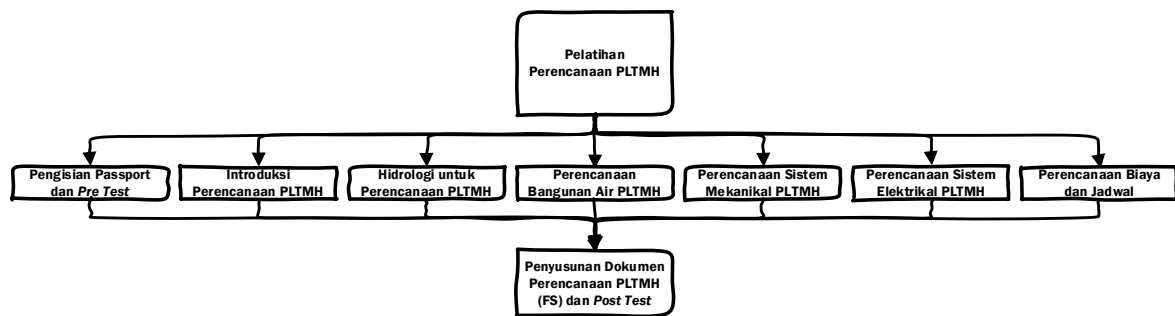 Pelatihan
Perencanaan PLTMH
Pengisian Passport
dan Pre Test
Introduksi
Perencanaan PLTMH
Hidrologi untuk
Perencanaan PLTMH
Perencanaan
Bangunan Air PLTMH
Perencanaan Sistem
Mekanikal PLTMH
Perencanaan Sistem
Elektrikal PLTMH
Perencanaan Biaya
dan Jadwal
Penyusunan Dokumen
Perencanaan PLTMH
(FS) dan Post Test